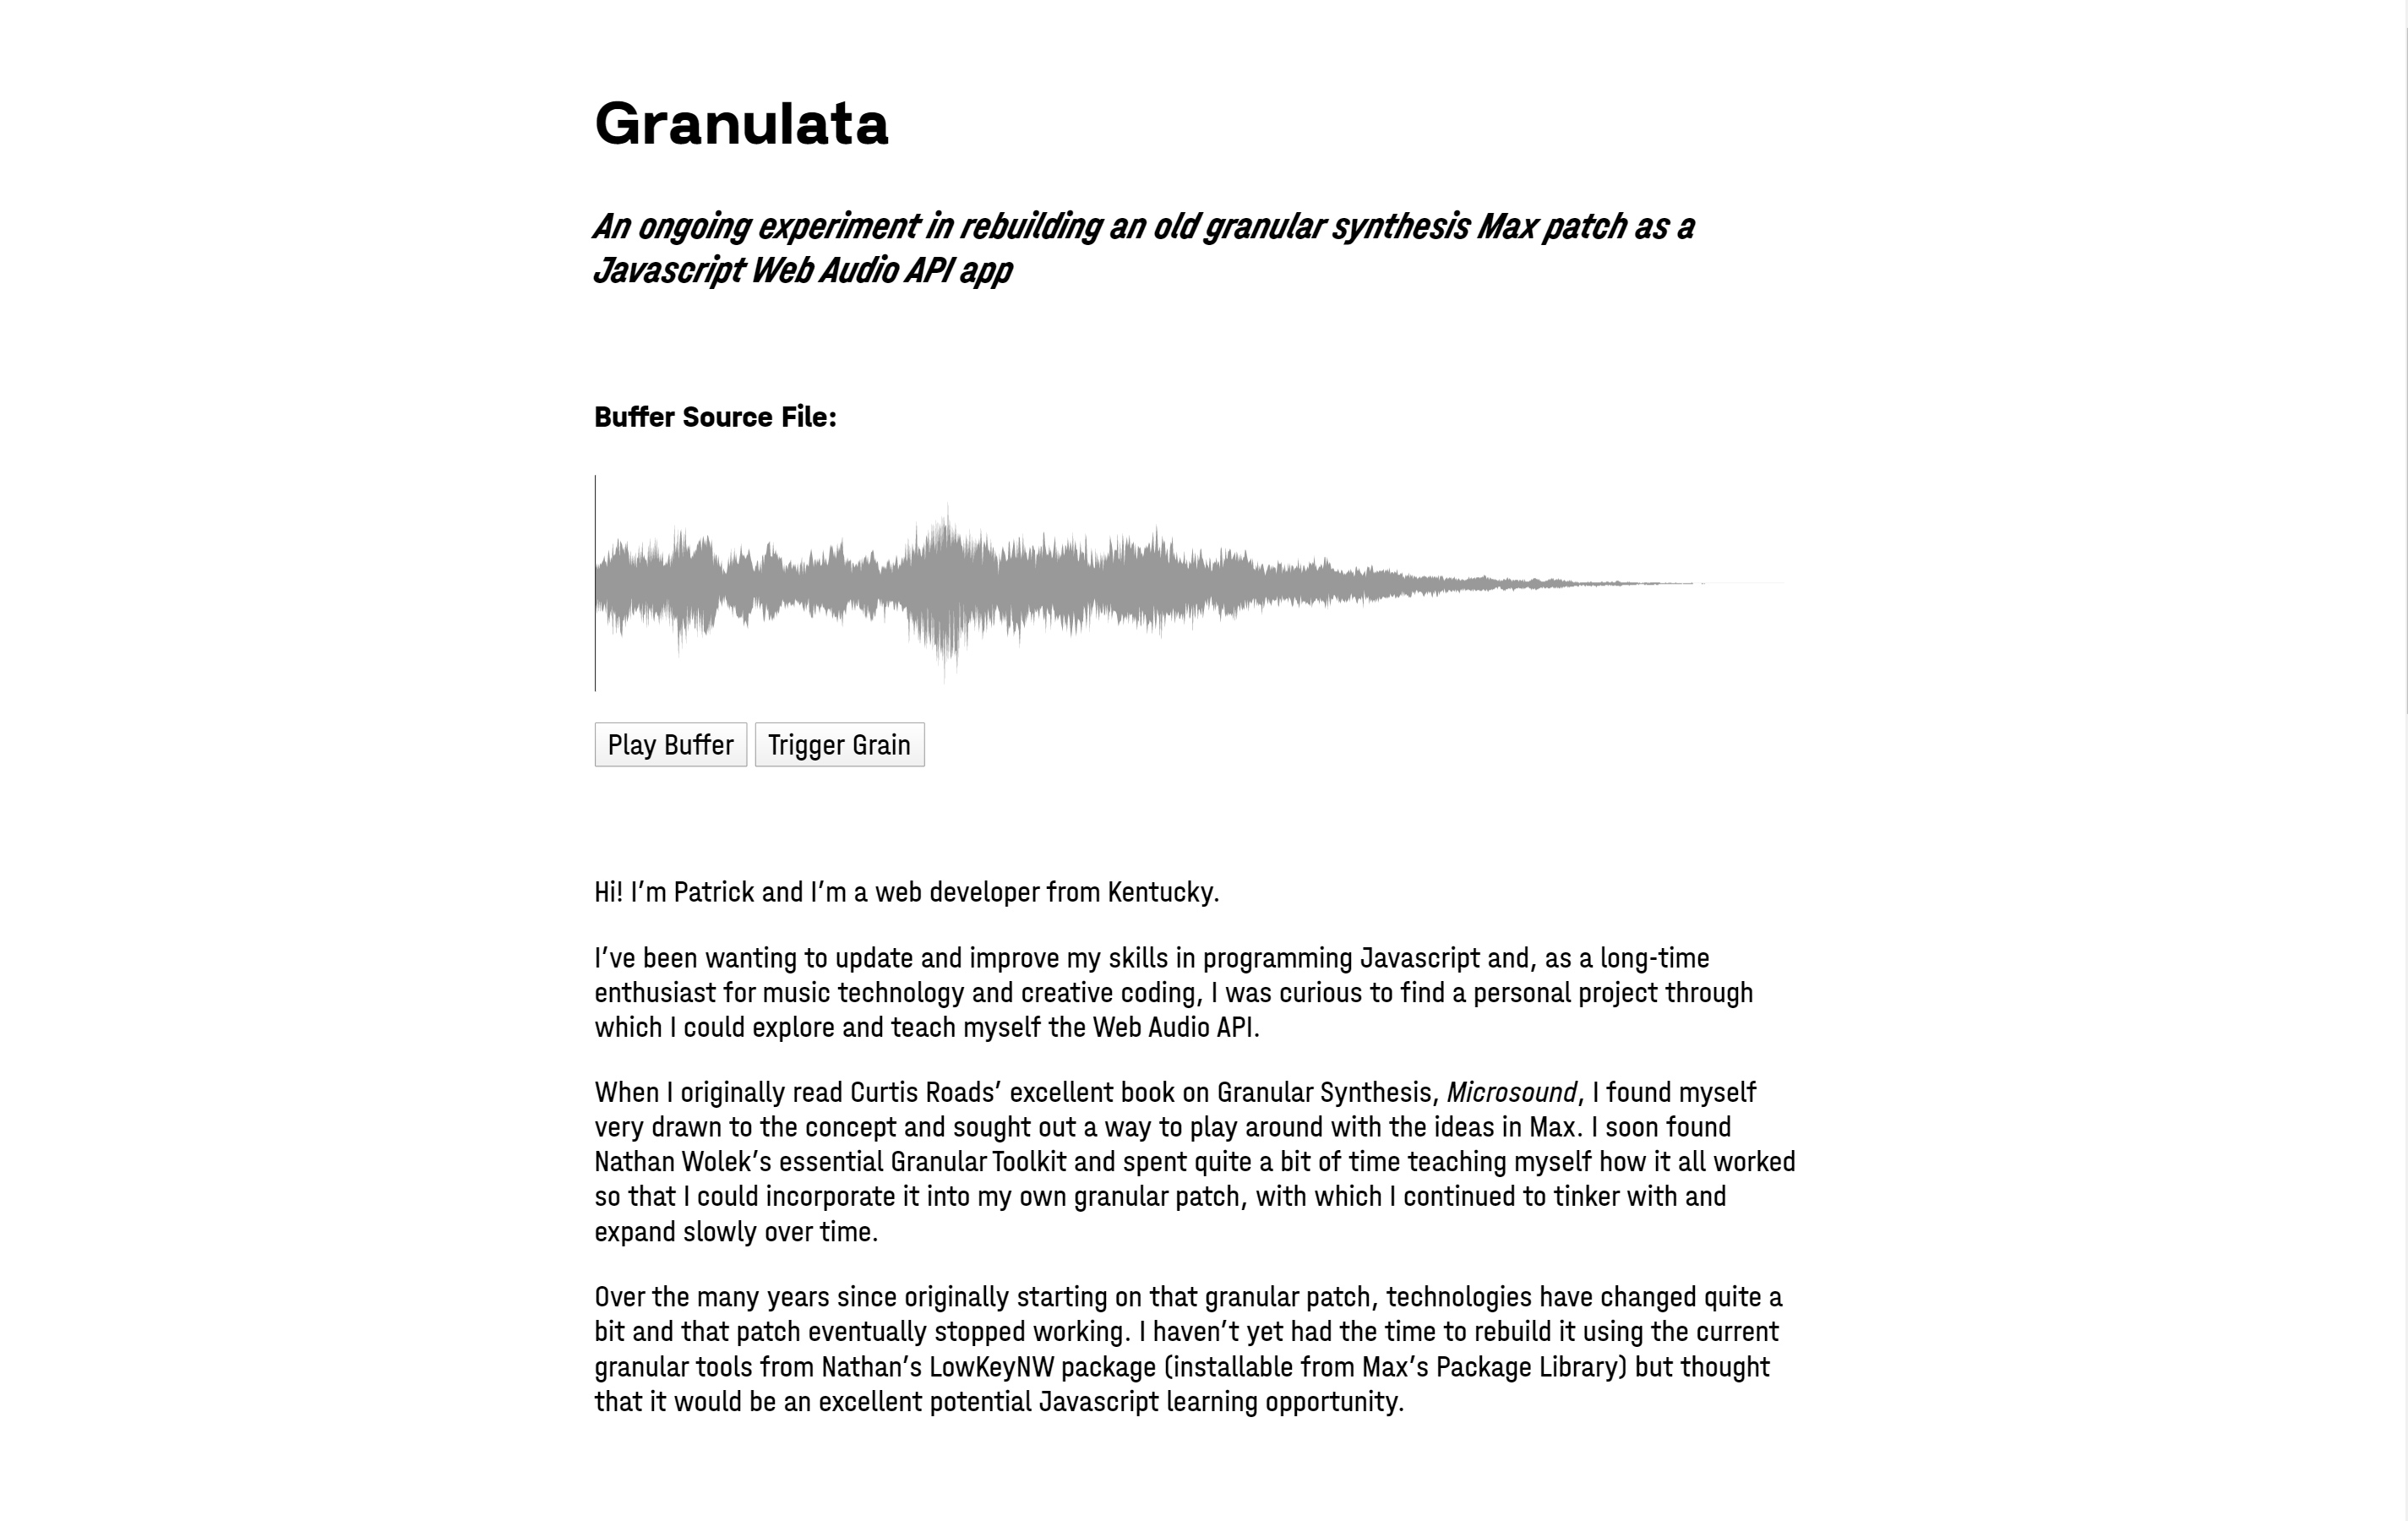 Granulata
An ongoing experiment in rebuilding an old granular synthesis Max patch as a
Javascript Web Audio API app
Buffer Source File:
Play Buffer Trigger Grain
Hi! I’m Patrick and I’m a web developer from Kentucky.
I’ve been wanting to update and improve my skills in programming Javascript and, as a long-time
enthusiast for music technology and creative coding, I was curious to find a personal project through
which I could explore and teach myself the Web Audio API.
When I originally read Curtis Roads’ excellent book on Granular Synthesis, Microsound, I found myself
very drawn to the concept and sought out a way to play around with the ideas in Max. I soon found
Nathan Wolek’s essential Granular Toolkit and spent quite a bit of time teaching myself how it all worked
so that I could incorporate it into my own granular patch, with which I continued to tinker with and
expand slowly over time.
Over the many years since originally starting on that granular patch, technologies have changed quite a
bit and that patch eventually stopped working. I haven’t yet had the time to rebuild it using the current
granular tools from Nathan’s LowKeyNW package (installable from Max’s Package Library) but thought
that it would be an excellent potential Javascript learning opportunity.